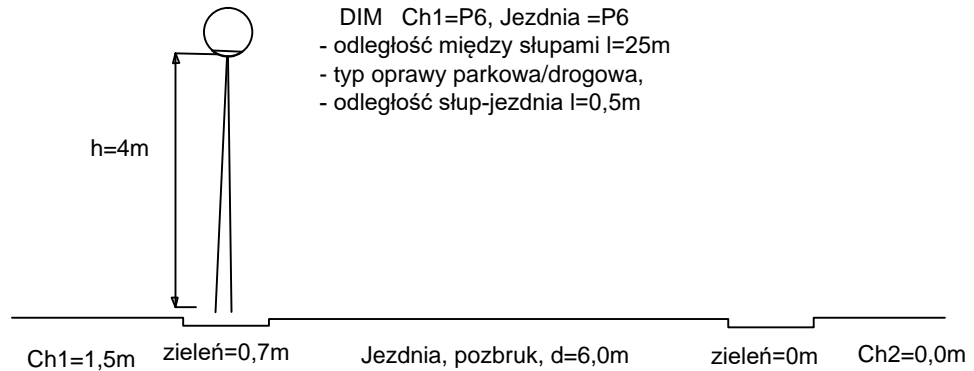 DIM Ch1=P6, Jezdnia =P6
- odległość między słupami l=25m
- typ oprawy parkowa/drogowa,
- odległość słup-jezdnia l=0,5m
h=4m
Ch1=1,5m zieleń=0,7m Jezdnia, pozbruk, d=6,0m zieleń=0m Ch2=0,0m